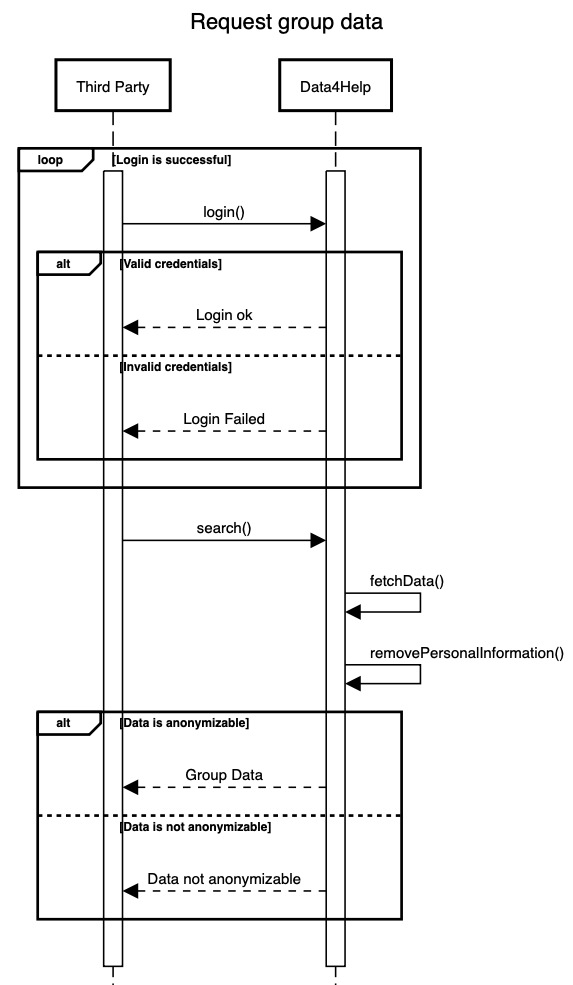 Request group data
Third Party
Data4Help
loop
[Login is successful]
login()
alt
[Valid credentials]
Login ok
[Invalid credentials]
Login Failed
search()
fetchData()
removePersonalInformation()
alt
[Data is anonymizable]
Group Data
[Data is not anonymizable]
Data not anonymizable